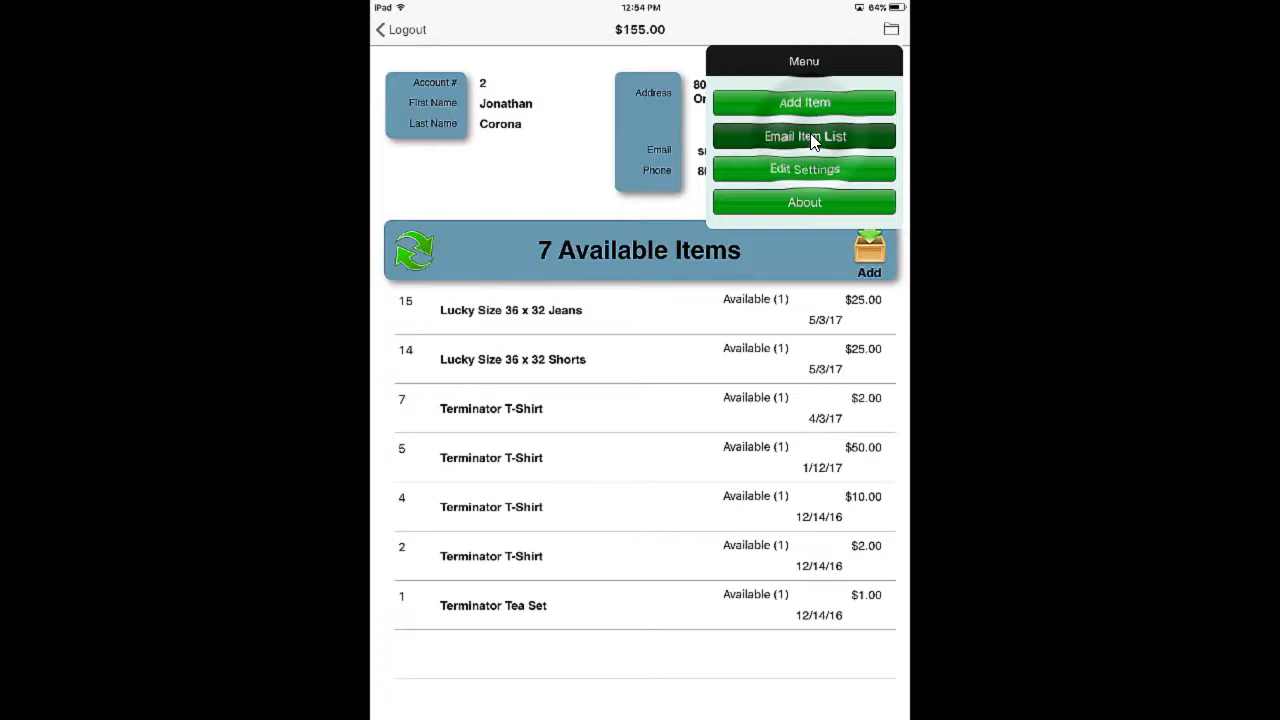 iPad 12:54 PM 64%
Logout $155.00
Menu
Add Item
Email Item List
Edit Settings
About
Account # 2
First Name Jonathan
Last Name Corona
Address 80
Or
Email
Phone
7 Available Items
Add
15 Lucky Size 36 x 32 Jeans Available (1) $25.00
5/3/17
14 Lucky Size 36 x 32 Shorts Available (1) $25.00
5/3/17
7 Terminator T-Shirt Available (1) $2.00
4/3/17
5 Terminator T-Shirt Available (1) $50.00
1/12/17
4 Terminator T-Shirt Available (1) $10.00
12/14/16
2 Terminator T-Shirt Available (1) $2.00
12/14/16
1 Terminator Tea Set Available (1) $1.00
12/14/16